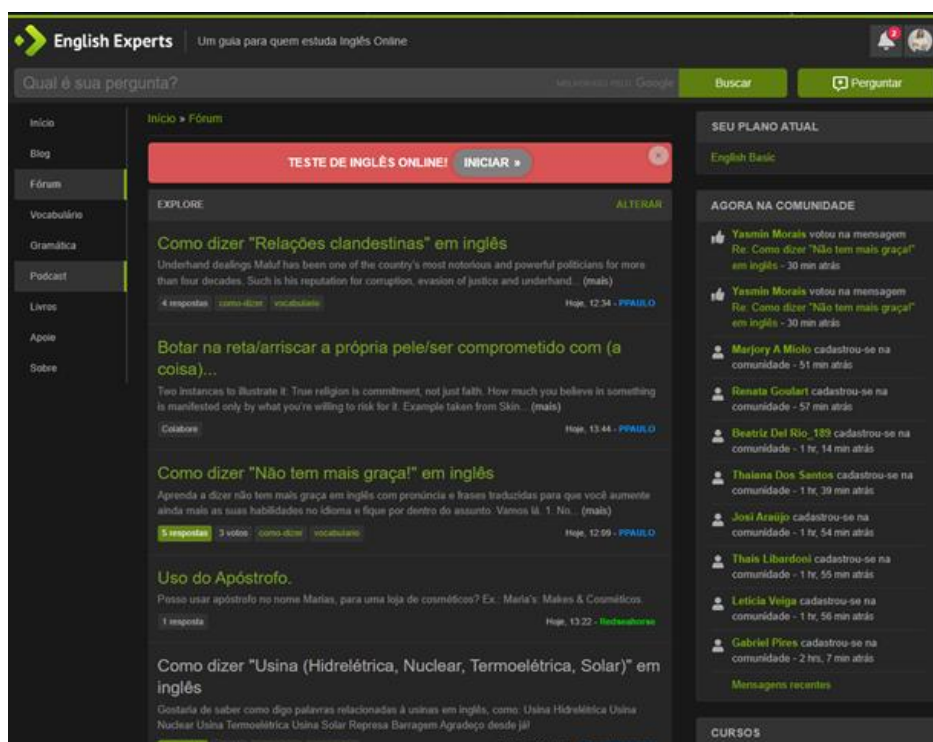 English Experts
Um guia para quem estuda Inglês Online
2
Qual é sua pergunta?
Google
Buscar
Perguntar
Início
Blog
Fórum
Vocabulário
Gramática
Podcast
Livros
Apoie
Sobre
Início » Fórum
TESTE DE INGLÊS ONLINE! INICIAR »
EXPLORE
ALTERAR
Como dizer "Relações clandestinas" em inglês
Underhand dealings Maluf has been one of the country's most notorious and powerful politicians for more
than four decades. Such is his reputation for corruption, evasion of justice and underhand... (mais)
4 respostas como-dizer vocabulario
Hoje, 12:34 - PPAULO
Botar na reta/arriscar a própria pele/ser comprometido com (a
coisa)...
Two instances to illustrate it: True religion is commitment, not just faith. How much you believe in something
is manifested only by what you're willing to risk for it. Example taken from Skin... (mais)
Colabore
Hoje, 13:44 - PPAULO
Como dizer "Não tem mais graça!" em inglês
Aprenda a dizer não tem mais graça em inglês com pronúncia e frases traduzidas para que você aumente
ainda mais as suas habilidades no idioma e fique por dentro do assunto. Vamos lá. 1. No... (mais)
5 respostas 3 votos como-dizer vocabulario
Hoje, 12:09 - PPAULO
Uso do Apóstrofo.
Posso usar apóstrofo no nome Marias, para uma loja de cosméticos? Ex.: Maria's: Makes & Cosméticos.
1 resposta
Hoje, 13:22 - Redseahorse
Como dizer "Usina (Hidrelétrica, Nuclear, Termoelétrica, Solar)" em
inglês
Gostaria de saber como digo palavras relacionadas à usinas em inglês, como: Usina Hidrelétrica Usina
Nuclear Usina Termoelétrica Usina Solar Represa Barragem Agradeço desde já!
SEU PLANO ATUAL
English Basic
AGORA NA COMUNIDADE
Yasmin Morais votou na mensagem
Re: Como dizer "Não tem mais graça!"
em inglês - 30 min atrás
Yasmin Morais votou na mensagem
Re: Como dizer "Não tem mais graça!"
em inglês - 30 min atrás
Marjory A Miolo cadastrou-se na
comunidade - 51 min atrás
Renata Goulart cadastrou-se na
comunidade - 57 min atrás
Beatriz Del Rio_189 cadastrou-se na
comunidade - 1 hr, 14 min atrás
Thaiana Dos Santos cadastrou-se na
comunidade - 1 hr, 39 min atrás
Josi Araújo cadastrou-se na
comunidade - 1 hr, 54 min atrás
Thais Libardoni cadastrou-se na
comunidade - 1 hr, 55 min atrás
Leticia Veiga cadastrou-se na
comunidade - 1 hr, 56 min atrás
Gabriel Pires cadastrou-se na
comunidade - 2 hrs, 7 min atrás
Mensagens recentes
CURSOS